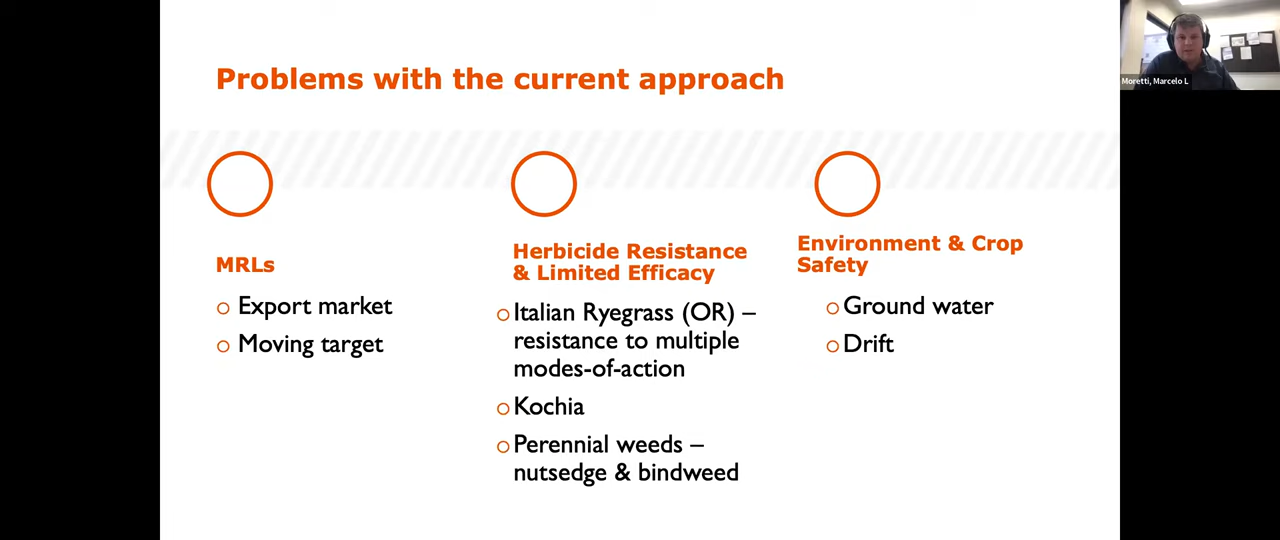 Problems with the current approach
MRLs
Export market
Moving target
Herbicide Resistance
& Limited Efficacy
Italian Ryegrass (OR) –
resistance to multiple
modes-of-action
Kochia
Perennial weeds –
nutsedge & bindweed
Environment & Crop
Safety
Ground water
Drift
Moretti, Marcelo L